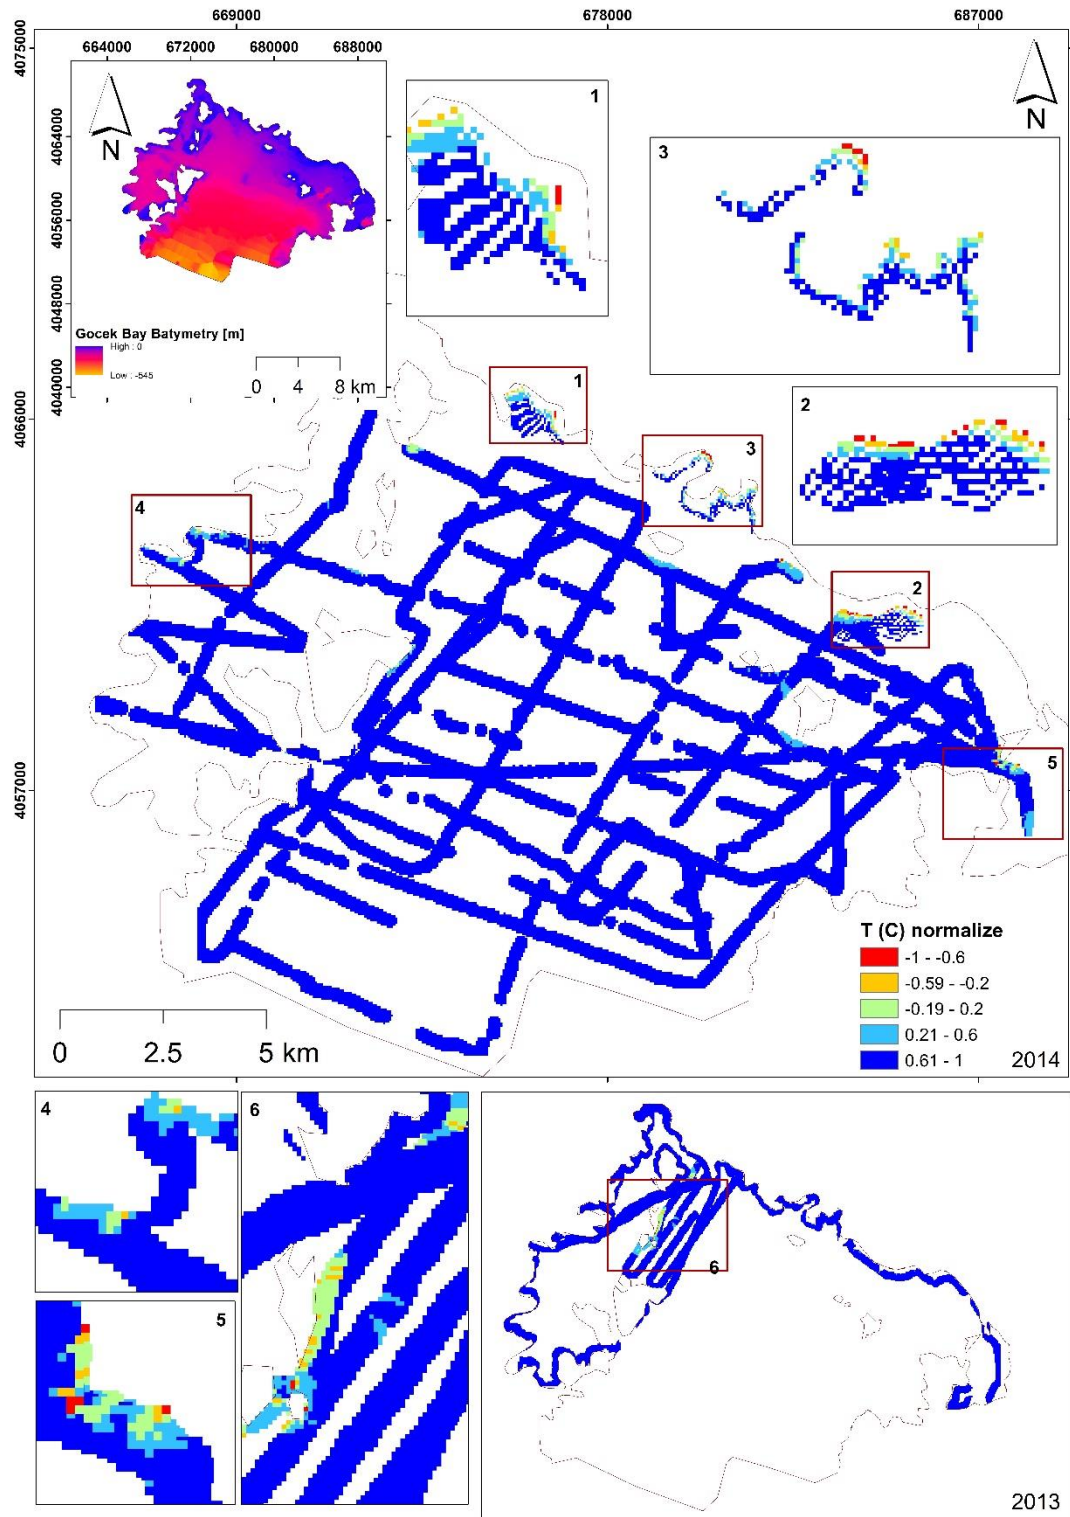 669000 678000 687000
4075000
4066000
4057000
664000 672000 680000 688000
4064000
4056000
4048000
4040000
N
Gocek Bay Batymetry [m]
High : 0
Low : -545
0 4 8 km
1
N
3
2
1
3
4
2
5
T (C) normalize
-1 - -0.6
-0.59 - -0.2
-0.19 - 0.2
0.21 - 0.6
0.61 - 1
0 2.5 5 km
2014
4
6
5
6
2013